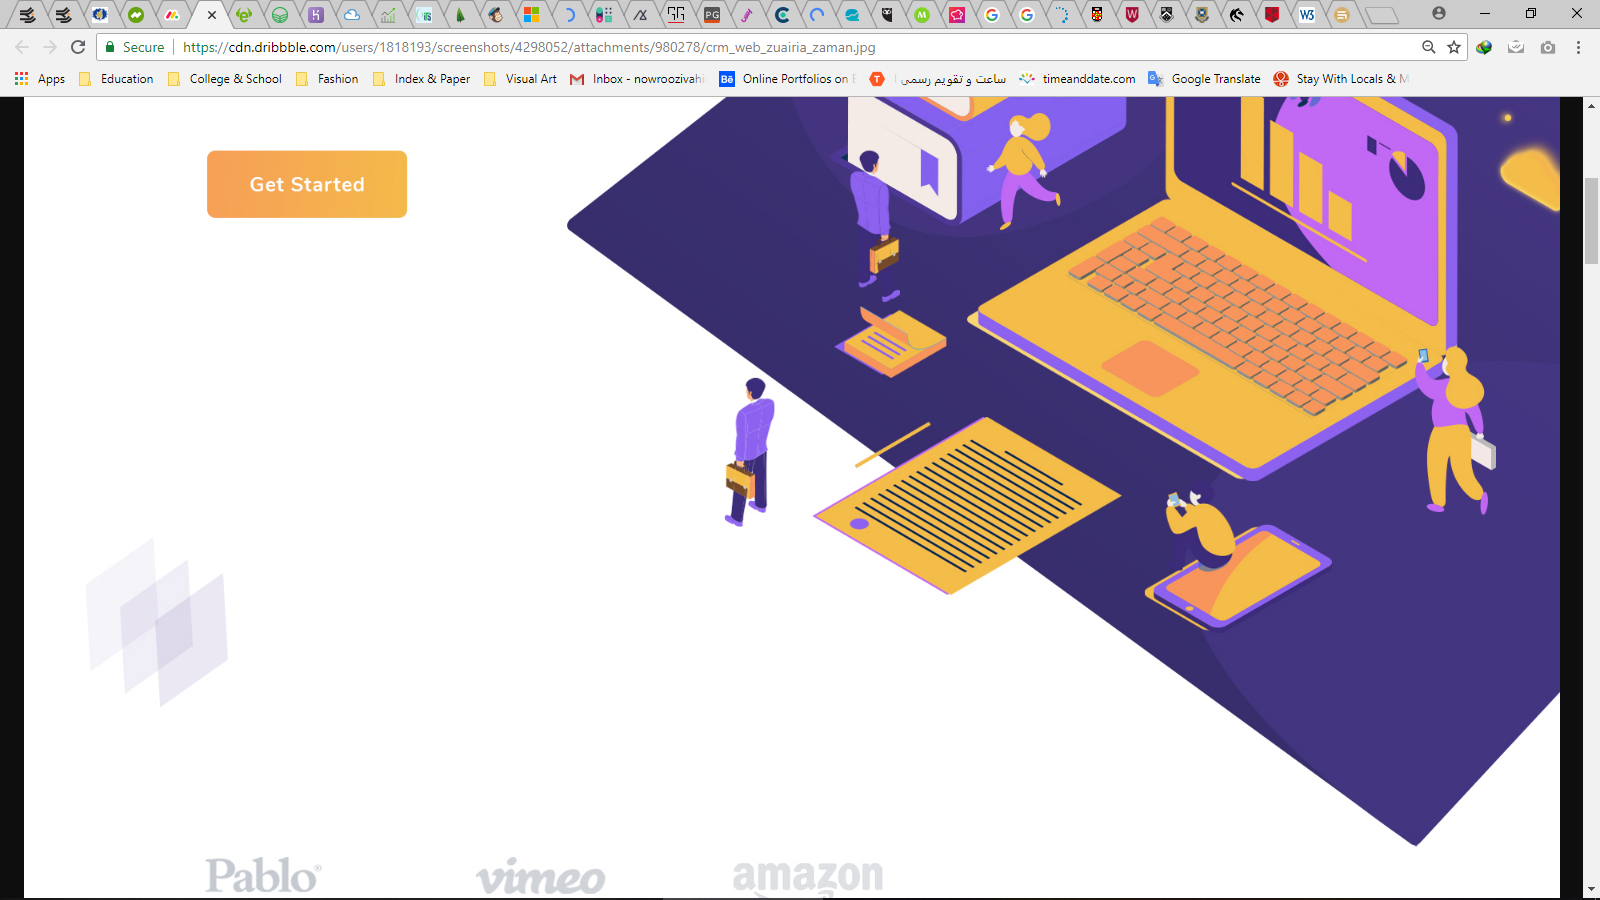 Secure
https://cdn.dribbble.com/users/1818193/screenshots/4298052/attachments/980278/crm_web_zuairia_zaman.jpg
Apps
Education
College & School
Fashion
Index & Paper
Visual Art
Inbox - nowroozivahi
Bē
Online Portfolios on
T
ساعت و تقویم رسمی
timeanddate.com
Google Translate
Stay With Locals & M
Get Started
Pablo®
vimeo
amazon